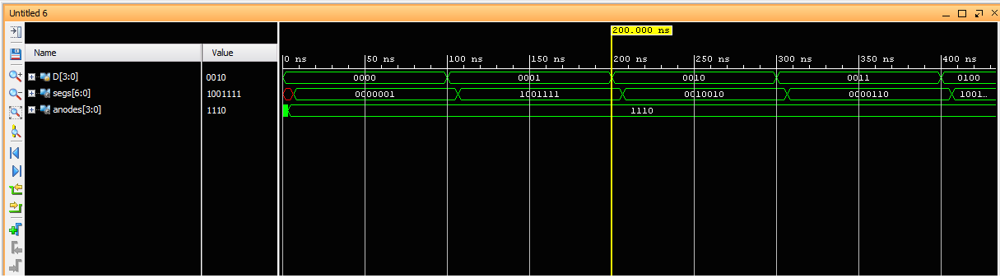 Untitled 6
200.000 ns
Name Value
0 ns 50 ns 100 ns 150 ns 200 ns 250 ns 300 ns 350 ns 400 ns
D[3:0] 0010 0000 0001 0010 0011 0100
segs[6:0] 1001111 0000001 1001111 0010010 0000110 1001...
anodes[3:0] 1110 1110